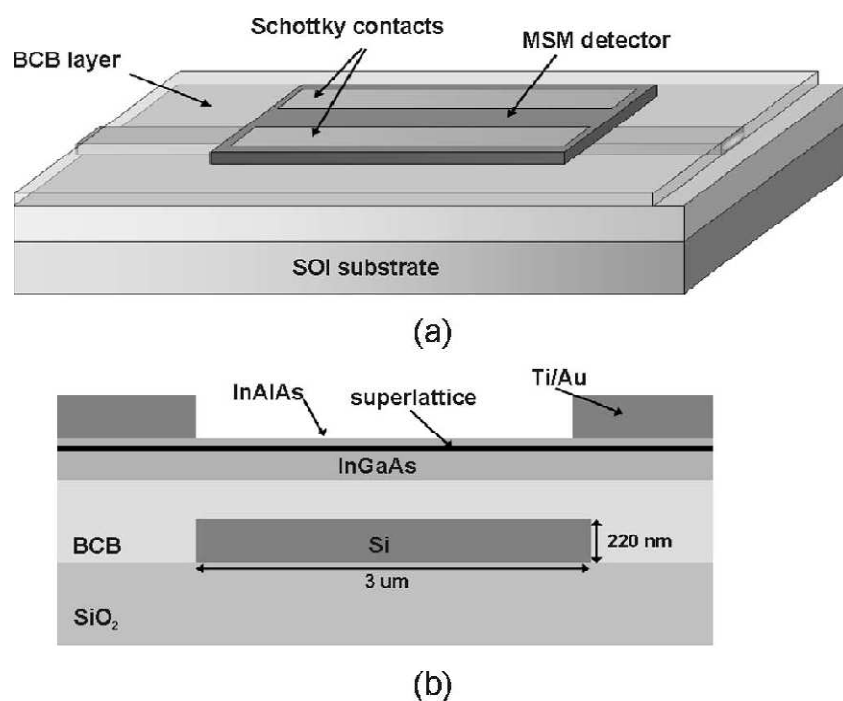 Schottky contacts
MSM detector
BCB layer
SOI substrate
(a)
Ti/Au
InAlAs
superlattice
InGaAs
BCB
Si
220 nm
3 um
SiO₂
(b)